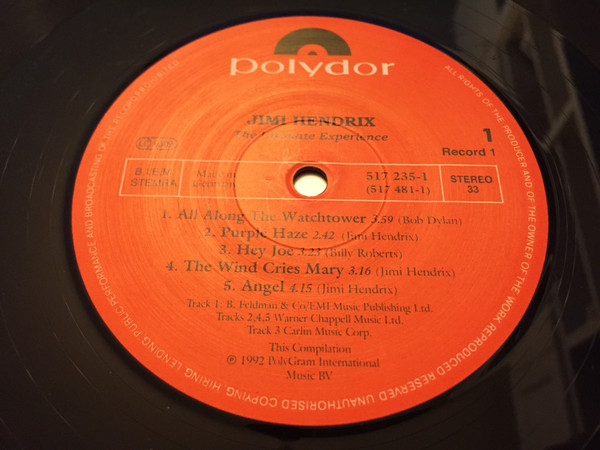 polydor
JIMI HENDRIX
The Ultimate Experience
1
Record 1
B.I.E.M.
STEMRA
517 235-1
(517 481-1)
STEREO
33
1. All Along The Watchtower 3.59 (Bob Dylan)
2. Purple Haze 2.42 (Jimi Hendrix)
3. Hey Joe 3.23 (Billy Roberts)
4. The Wind Cries Mary 3.16 (Jimi Hendrix)
5. Angel 4.15 (Jimi Hendrix)
Track 1: B. Feldman & Co/EMI Music Publishing Ltd.
Tracks 2,4,5 Warner Chappell Music Ltd.
Track 3 Carlin Music Corp.
This Compilation
℗ 1992 PolyGram International
Music BV
ALL RIGHTS OF THE PRODUCER AND OF THE OWNER OF THE WORK REPRODUCED RESERVED UNAUTHORISED COPYING HIRING LENDING PUBLIC PERFORMANCE AND BROADCASTING OF THE RECORD PROHIBITED